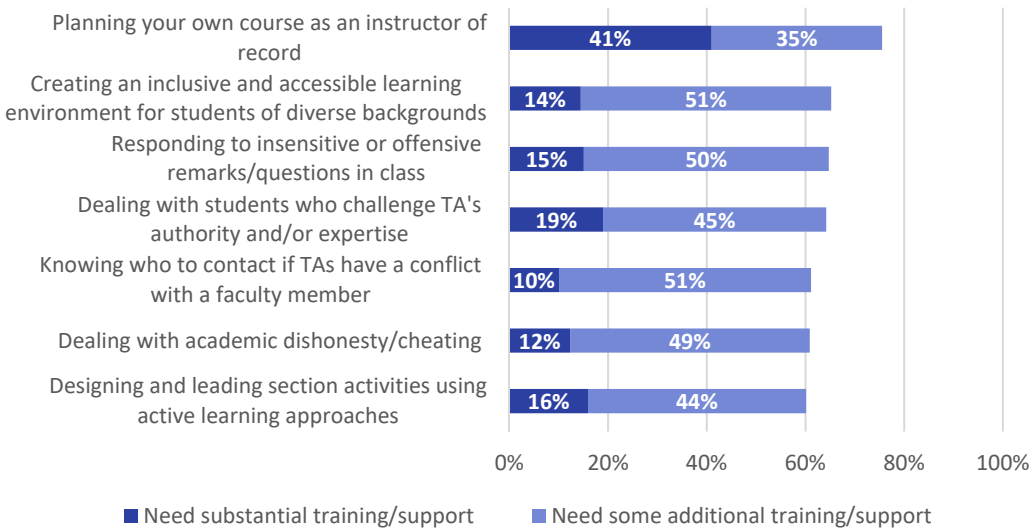 Planning your own course as an instructor of
record
41% 35%
Creating an inclusive and accessible learning
environment for students of diverse backgrounds
14% 51%
Responding to insensitive or offensive
remarks/questions in class
15% 50%
Dealing with students who challenge TA's
authority and/or expertise
19% 45%
Knowing who to contact if TAs have a conflict
with a faculty member
10% 51%
Dealing with academic dishonesty/cheating
12% 49%
Designing and leading section activities using
active learning approaches
16% 44%
0% 20% 40% 60% 80% 100%
Need substantial training/support Need some additional training/support